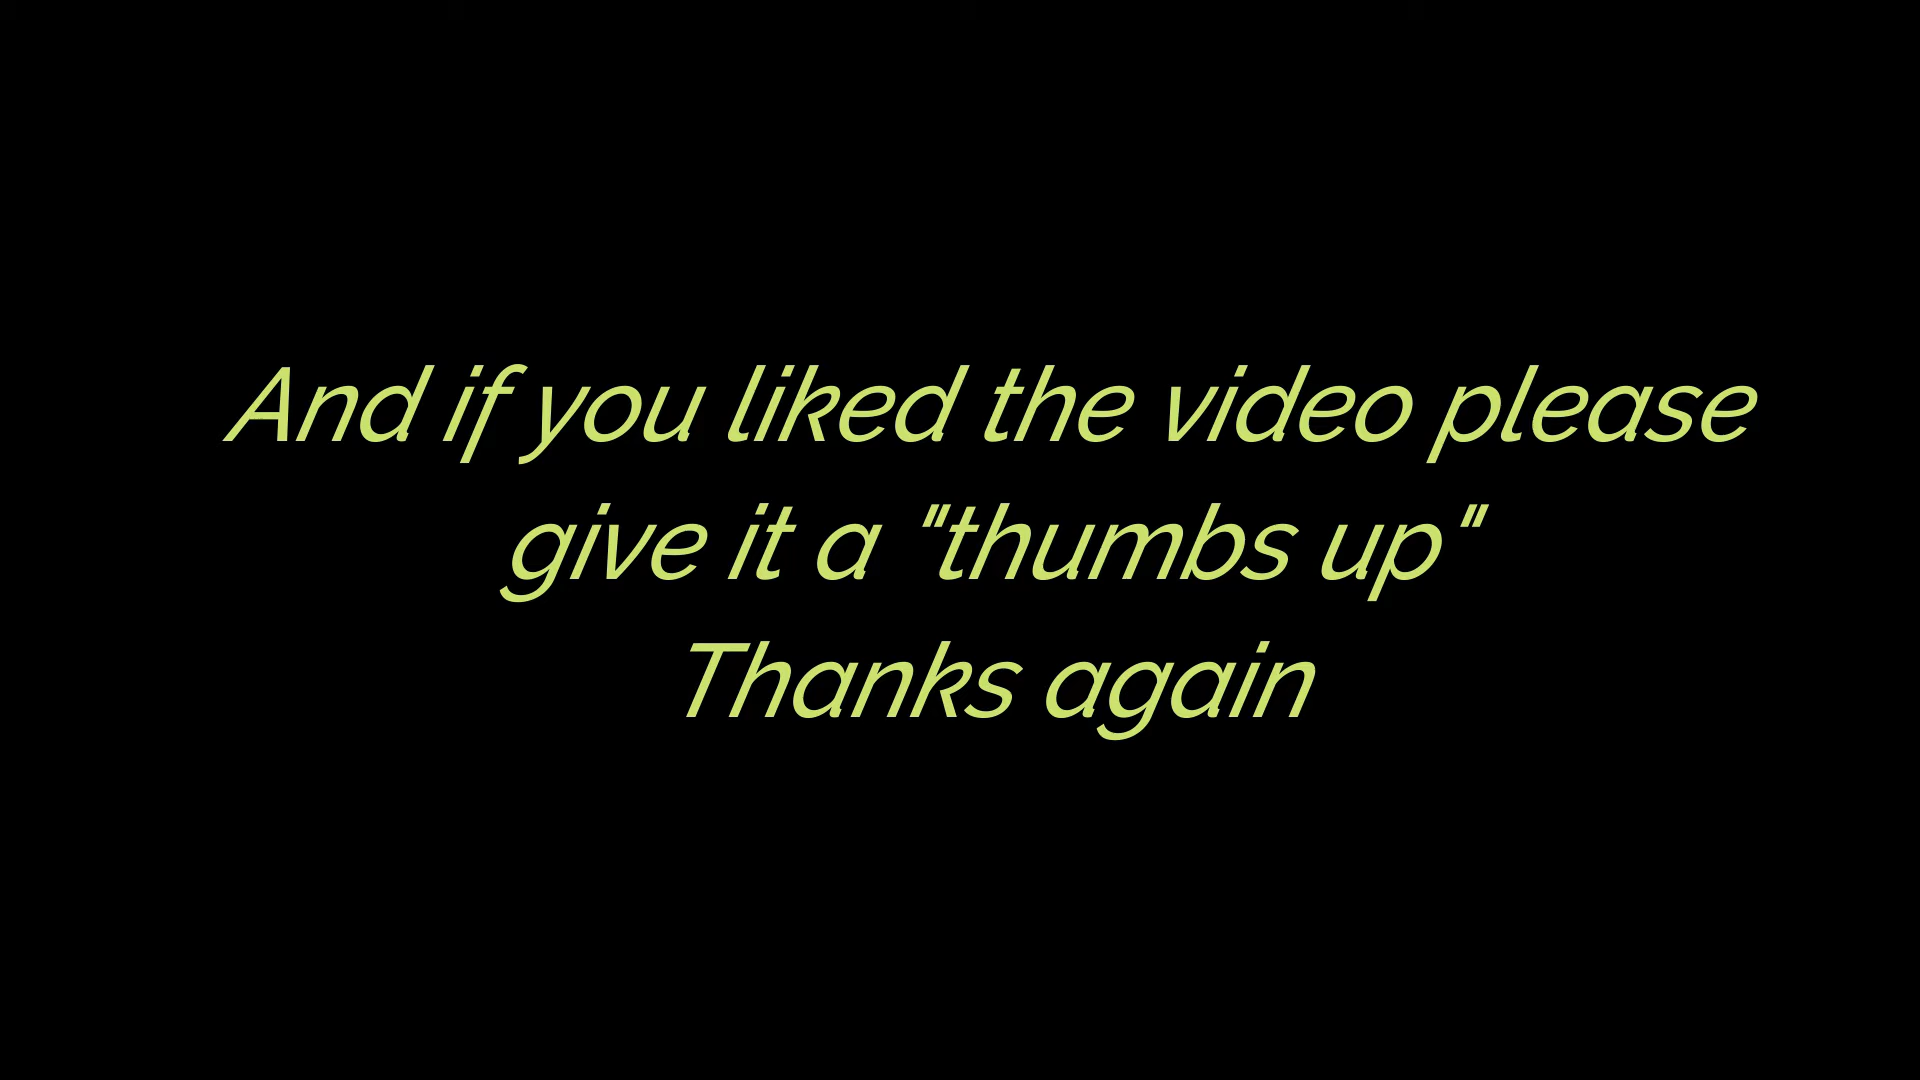 And if you liked the video please
give it a "thumbs up"
Thanks again